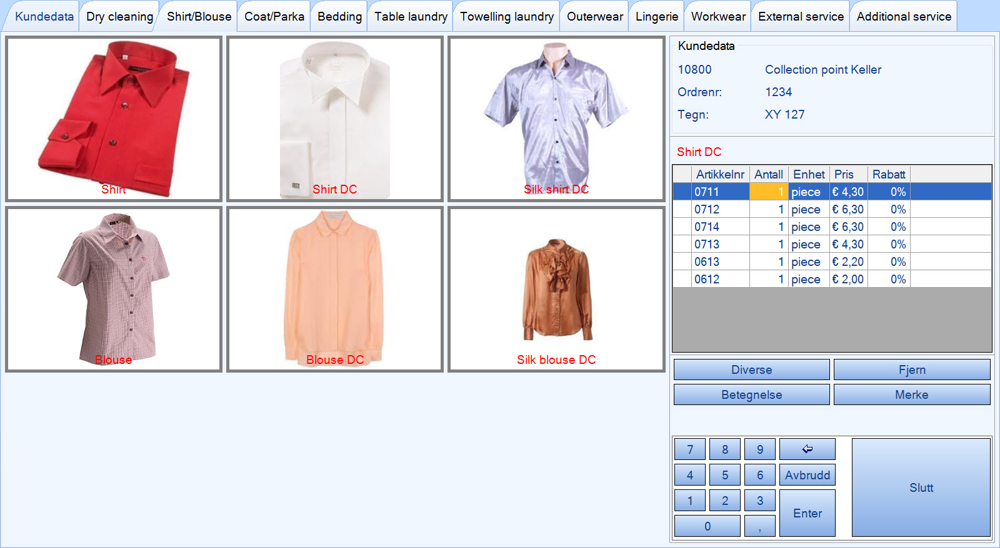 Kundedata Dry cleaning Shirt/Blouse Coat/Parka Bedding Table laundry Towelling laundry Outerwear Lingerie Workwear External service Additional service
Shirt
Shirt DC
Silk shirt DC
Blouse
Blouse DC
Silk blouse DC
Kundedata
10800 Collection point Keller
Ordrenr: 1234
Tegn: XY 127
Shirt DC
Artikkelnr Antall Enhet Pris Rabatt
0711 1 piece € 4,30 0%
0712 1 piece € 6,30 0%
0714 1 piece € 6,30 0%
0713 1 piece € 4,30 0%
0613 1 piece € 2,20 0%
0612 1 piece € 2,00 0%
Diverse Fjern
Betegnelse Merke
7 8 9
4 5 6 Avbrudd
1 2 3
Enter
0 ,
Slutt